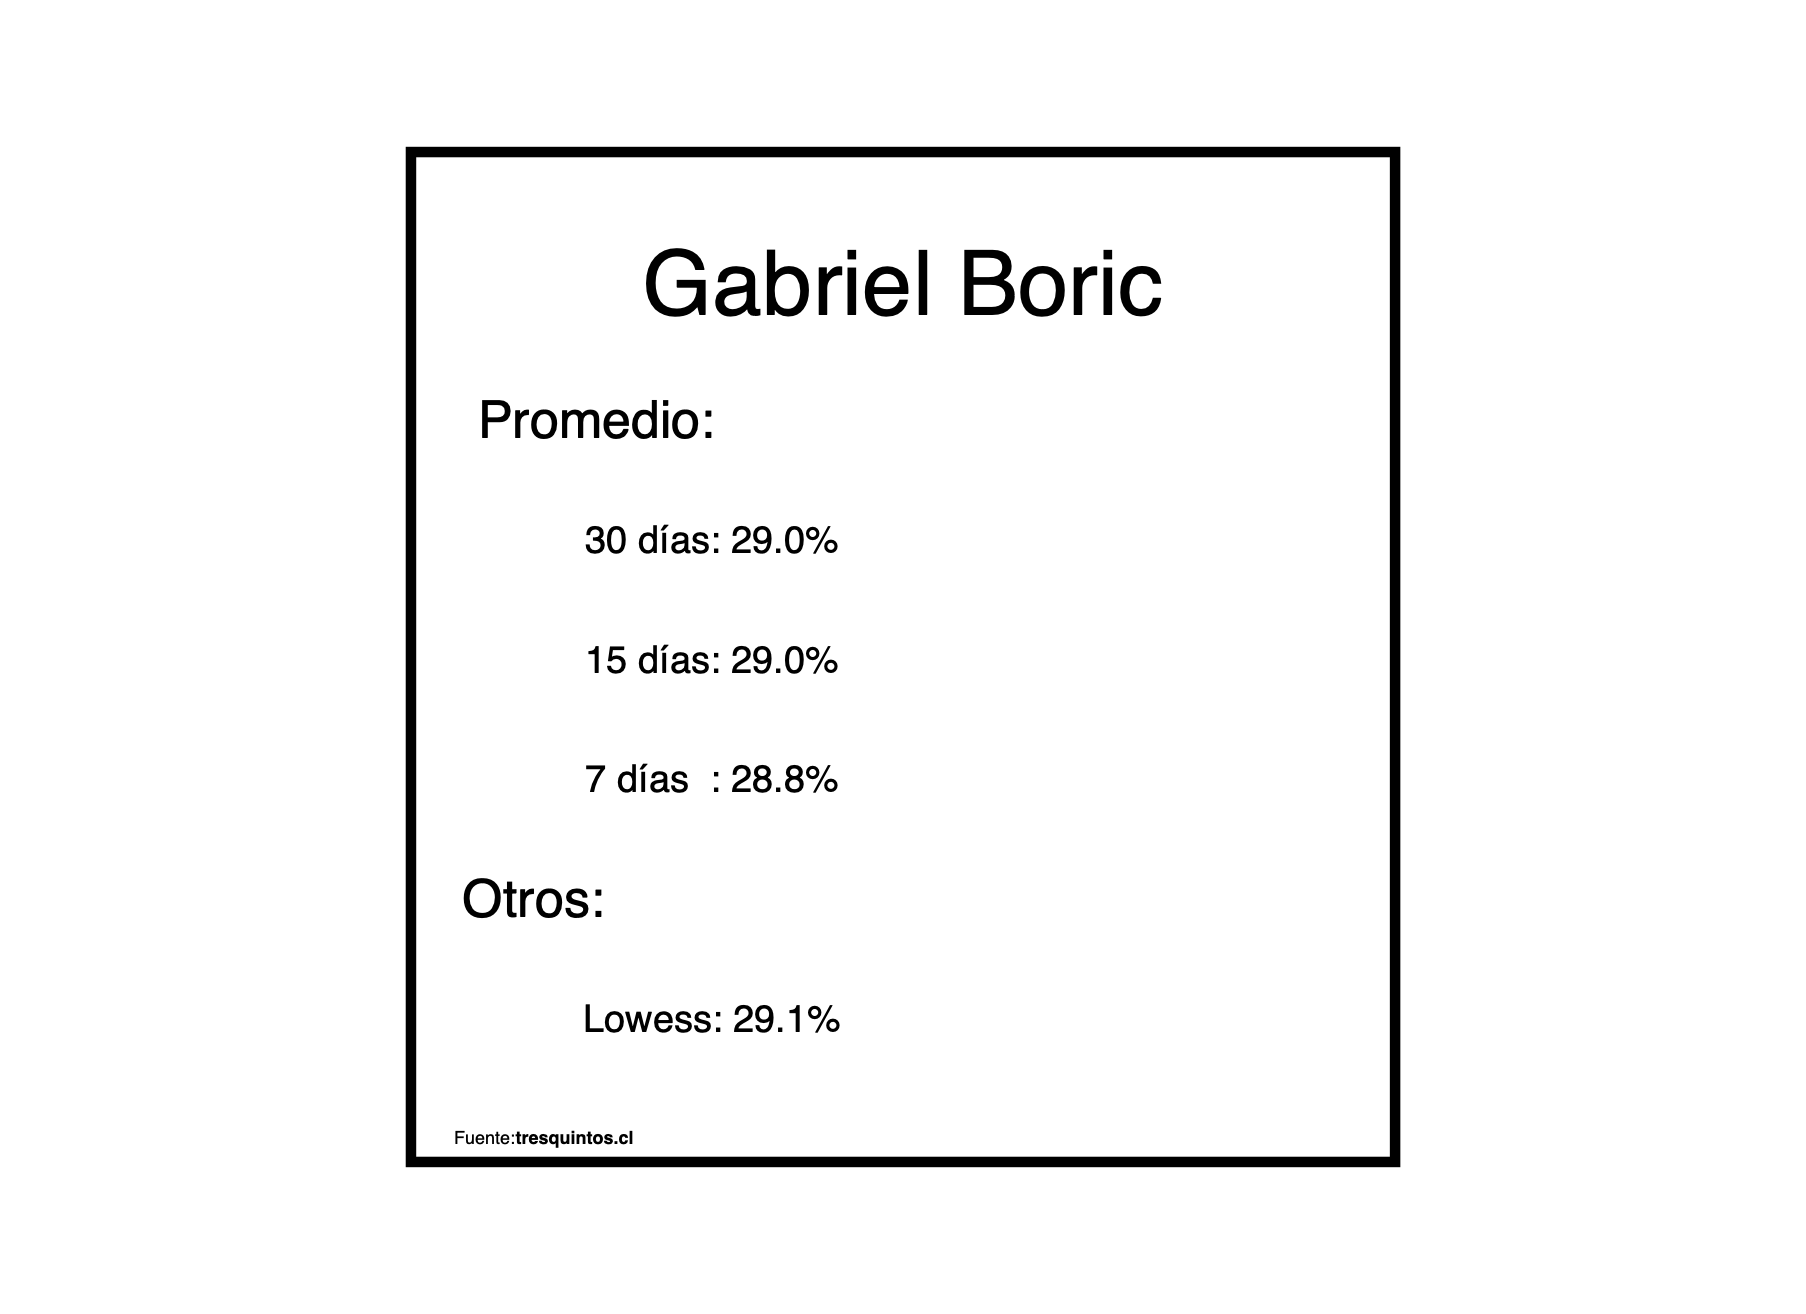 Gabriel Boric
Promedio:
30 días: 29.0%
15 días: 29.0%
7 días  : 28.8%
Otros:
Lowess: 29.1%
Fuente:tresquintos.cl